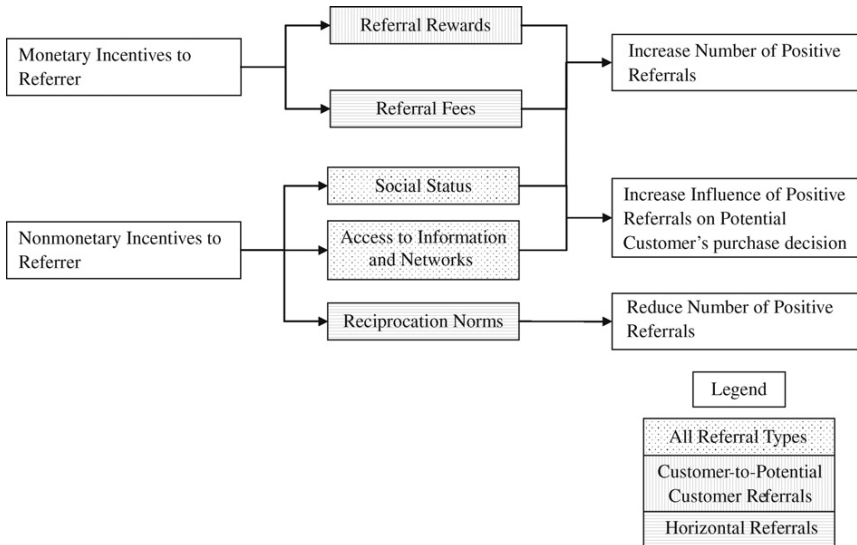 Monetary Incentives to
Referrer
Referral Rewards
Referral Fees
Increase Number of Positive
Referrals
Nonmonetary Incentives to
Referrer
Social Status
Access to Information
and Networks
Reciprocation Norms
Increase Influence of Positive
Referrals on Potential
Customer's purchase decision
Reduce Number of Positive
Referrals
Legend
All Referral Types
Customer-to-Potential
Customer Referrals
Horizontal Referrals